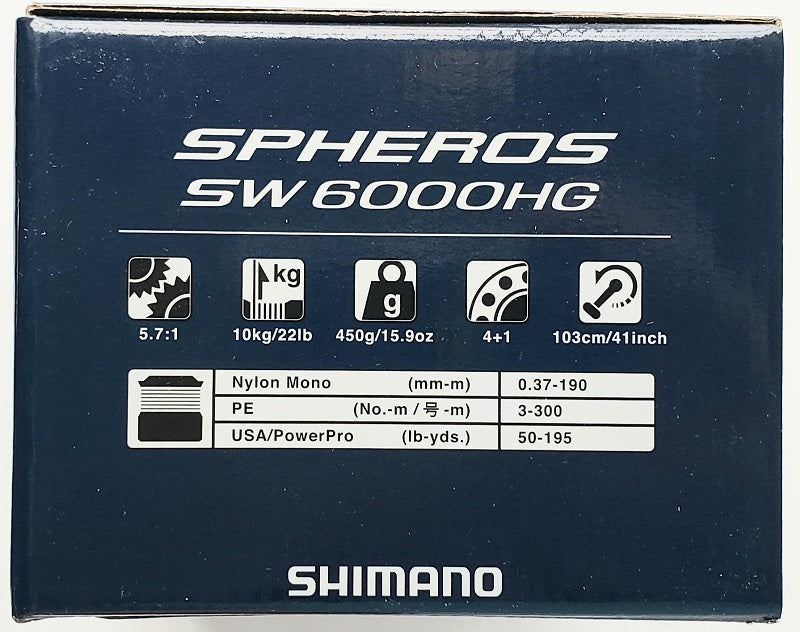 SPHEROS
SW 6000HG
kg
g
5.7:1 10kg/22lb 450g/15.9oz 4+1 103cm/41inch
Nylon Mono (mm-m) 0.37-190
PE (No.-m / 号 -m) 3-300
USA/PowerPro (lb-yds.) 50-195
SHIMANO